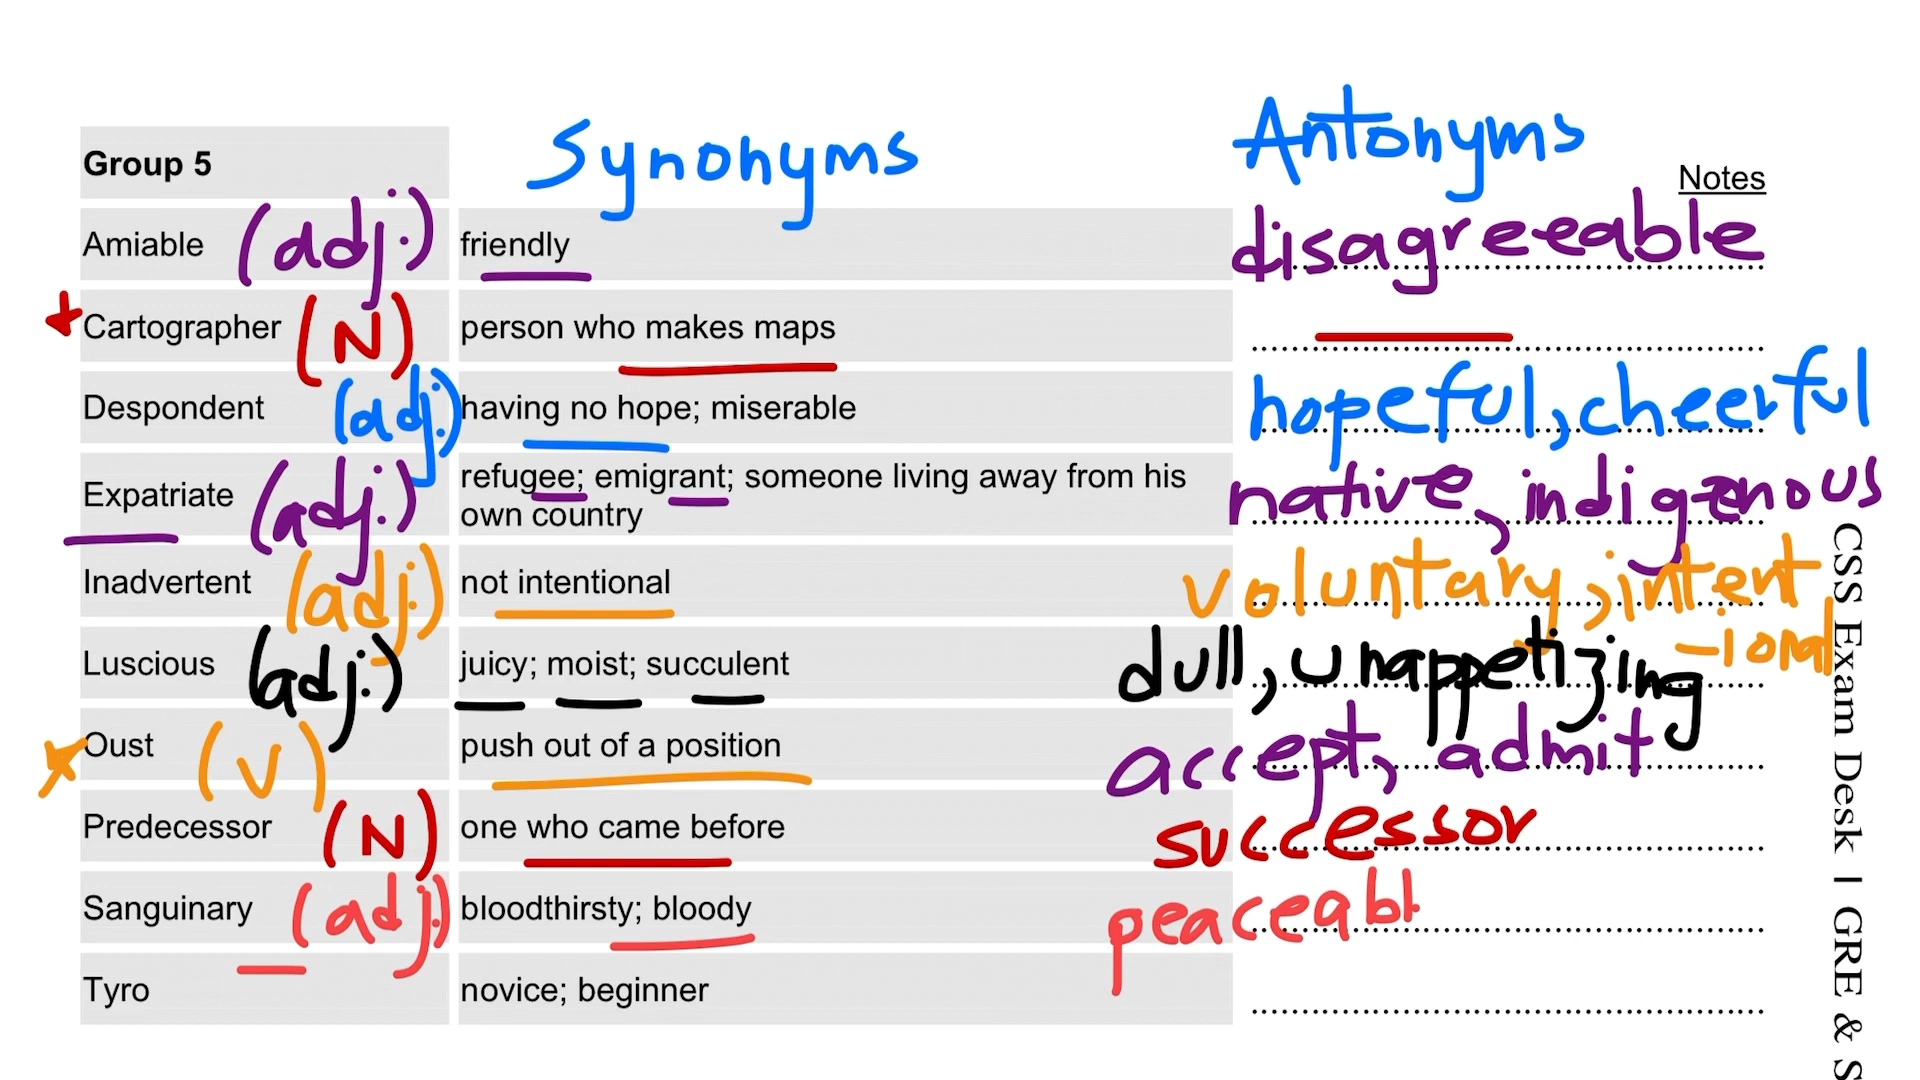 Synonyms Antonyms
Group 5 Notes
Amiable (adj.) friendly disagreeable
Cartographer (N) person who makes maps
Despondent (adj.) having no hope; miserable hopeful, cheerful
Expatriate (adj.) refugee; emigrant; someone living away from his native, indigenous
own country
Inadvertent (adj.) not intentional voluntary, intent
-ional
Luscious (adj.) juicy; moist; succulent dull, unappetizing
Oust (V) push out of a position accept, admit
Predecessor (N) one who came before successor
Sanguinary (adj.) bloodthirsty; bloody peaceabl
Tyro novice; beginner
CSS Exam Desk I GRE & S